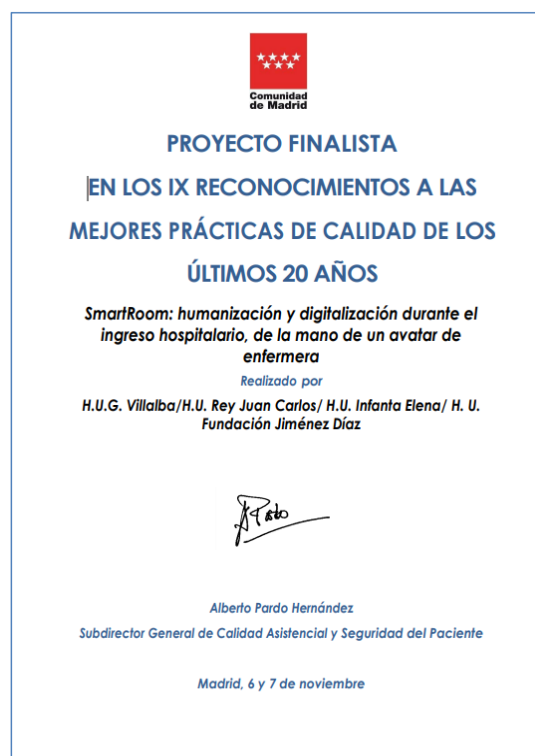 Comunidad
de Madrid
PROYECTO FINALISTA
EN LOS IX RECONOCIMIENTOS A LAS
MEJORES PRÁCTICAS DE CALIDAD DE LOS
ÚLTIMOS 20 AÑOS
SmartRoom: humanización y digitalización durante el
ingreso hospitalario, de la mano de un avatar de
enfermera
Realizado por
H.U.G. Villalba/H.U. Rey Juan Carlos/ H.U. Infanta Elena/ H. U.
Fundación Jiménez Díaz
Alberto Pardo Hernández
Subdirector General de Calidad Asistencial y Seguridad del Paciente
Madrid, 6 y 7 de noviembre